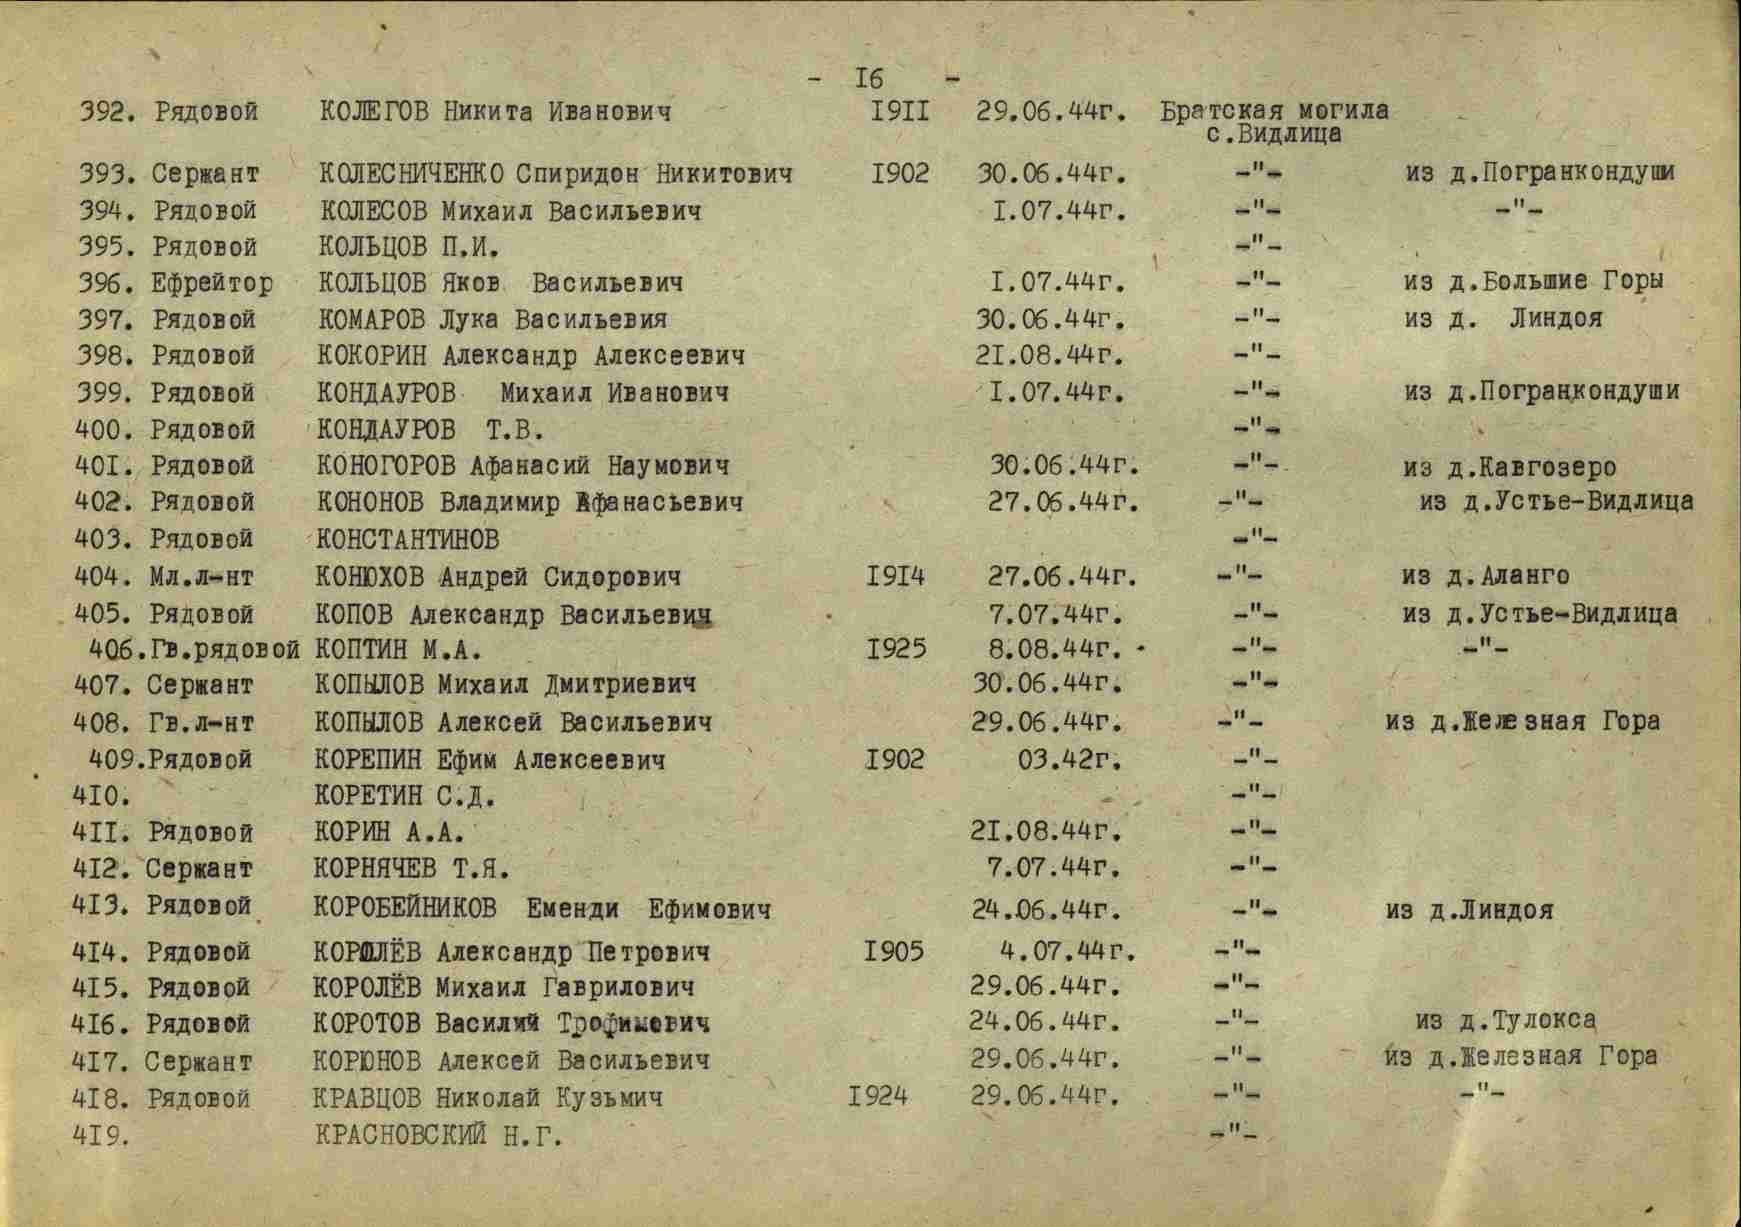 - I6 -
392. Рядовой КОЛЕГОВ Никита Иванович I9II 29.06.44г. Братская могила
с.Видлица
393. Сержант КОЛЕСНИЧЕНКО Спиридон Никитович I902 30.06.44г. -"- из д.Погранкондуши
394. Рядовой КОЛЕСОВ Михаил Васильевич I.07.44г. -"- -"-
395. Рядовой КОЛЬЦОВ П.И. -"-
396. Ефрейтор КОЛЬЦОВ Яков Васильевич I.07.44г. -"- из д.Большие Горы
397. Рядовой КОМАРОВ Лука Васильевия 30.06.44г. -"- из д. Линдоя
398. Рядовой КОКОРИН Александр Алексеевич 2I.08.44г. -"-
399. Рядовой КОНДАУРОВ Михаил Иванович I.07.44г. -"- из д.Погранкондуши
400. Рядовой КОНДАУРОВ Т.В. -"-
40I. Рядовой КОНОГОРОВ Афанасий Наумович 30.06.44г. -"- из д.Кавгозеро
402. Рядовой КОНОНОВ Владимир Афанасьевич 27.06.44г. -"- из д.Устье-Видлица
403. Рядовой КОНСТАНТИНОВ -"-
404. Мл.л-нт КОНЮХОВ Андрей Сидорович I9I4 27.06.44г. -"- из д.Аланго
405. Рядовой КОПОВ Александр Васильевич 7.07.44г. -"- из д.Устье-Видлица
406.Гв.рядовой КОПТИН М.А. I925 8.08.44г. -"- -"-
407. Сержант КОПЫЛОВ Михаил Дмитриевич 30.06.44г. -"-
408. Гв.л-нт КОПЫЛОВ Алексей Васильевич 29.06.44г. -"- из д.Железная Гора
409.Рядовой КОРЕПИН Ефим Алексеевич I902 03.42г. -"-
4I0. КОРЕТИН С.Д. -"-
4II. Рядовой КОРИН А.А. 2I.08.44г. -"-
4I2. Сержант КОРНЯЧЕВ Т.Я. 7.07.44г. -"-
4I3. Рядовой КОРОБЕЙНИКОВ Еменди Ефимович 24.06.44г. -"- из д.Линдоя
4I4. Рядовой КОРОЛЁВ Александр Петрович I905 4.07.44г. -"-
4I5. Рядовой КОРОЛЁВ Михаил Гаврилович 29.06.44г. -"-
4I6. Рядовой КОРОТОВ Василий Трофимович 24.06.44г. -"- из д.Тулокса
4I7. Сержант КОРЮНОВ Алексей Васильевич 29.06.44г. -"- из д.Железная Гора
4I8. Рядовой КРАВЦОВ Николай Кузьмич I924 29.06.44г. -"- -"-
4I9. КРАСНОВСКИЙ Н.Г. -"-